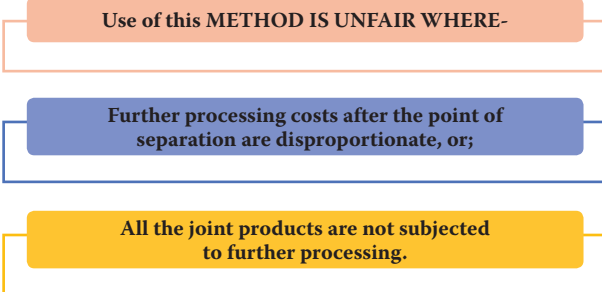 Use of this METHOD IS UNFAIR WHERE-
Further processing costs after the point of
separation are disproportionate, or;
All the joint products are not subjected
to further processing.